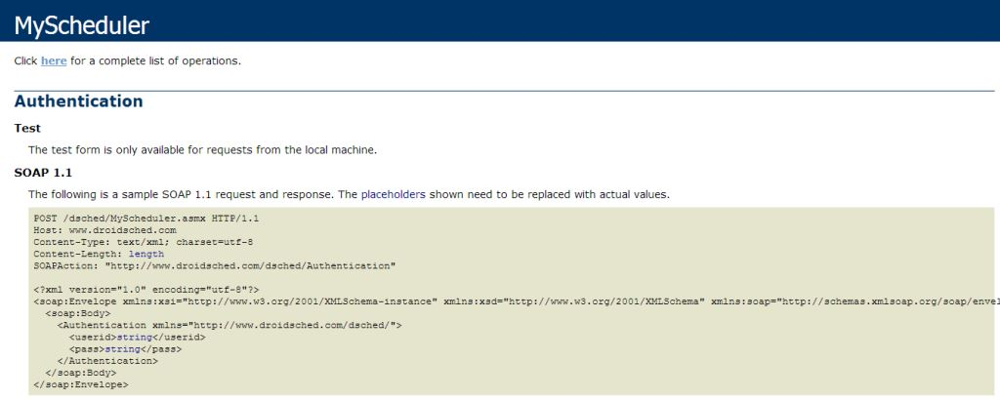 MyScheduler
Click here for a complete list of operations.
Authentication
Test
The test form is only available for requests from the local machine.
SOAP 1.1
The following is a sample SOAP 1.1 request and response. The placeholders shown need to be replaced with actual values.
POST /dsched/MyScheduler.asmx HTTP/1.1
Host: www.droidsched.com
Content-Type: text/xml; charset=utf-8
Content-Length: length
SOAPAction: "http://www.droidsched.com/dsched/Authentication"
<?xml version="1.0" encoding="utf-8"?>
<soap:Envelope xmlns:xsi="http://www.w3.org/2001/XMLSchema-instance" xmlns:xsd="http://www.w3.org/2001/XMLSchema" xmlns:soap="http://schemas.xmlsoap.org/soap/envel
<soap:Body>
<Authentication xmlns="http://www.droidsched.com/dsched/">
<userid>string</userid>
<pass>string</pass>
</Authentication>
</soap:Body>
</soap:Envelope>